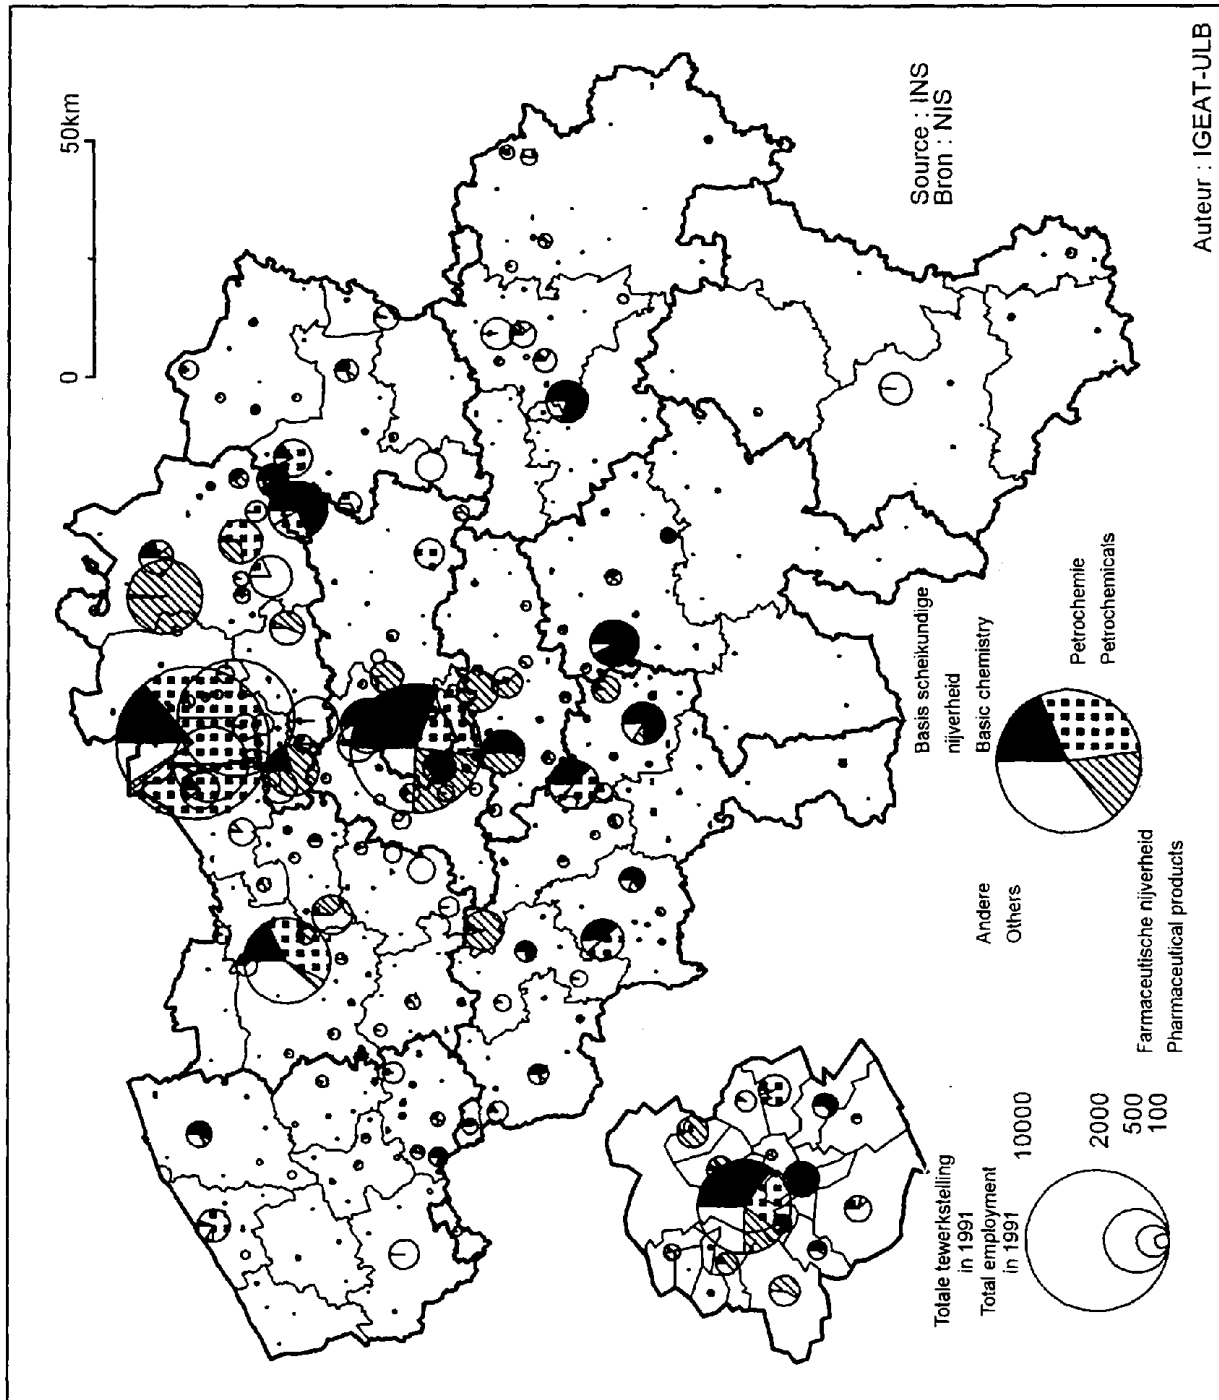 0
50km
Source : INS
Bron : NIS
Auteur : IGEAT-ULB
Basis scheikundige
nijverheid
Basic chemistry
Petrochemie
Petrochemicals
Andere
Others
Farmaceutische nijverheid
Pharmaceutical products
Totale tewerkstelling
in 1991
Total employment
in 1991
10000
2000
500
100